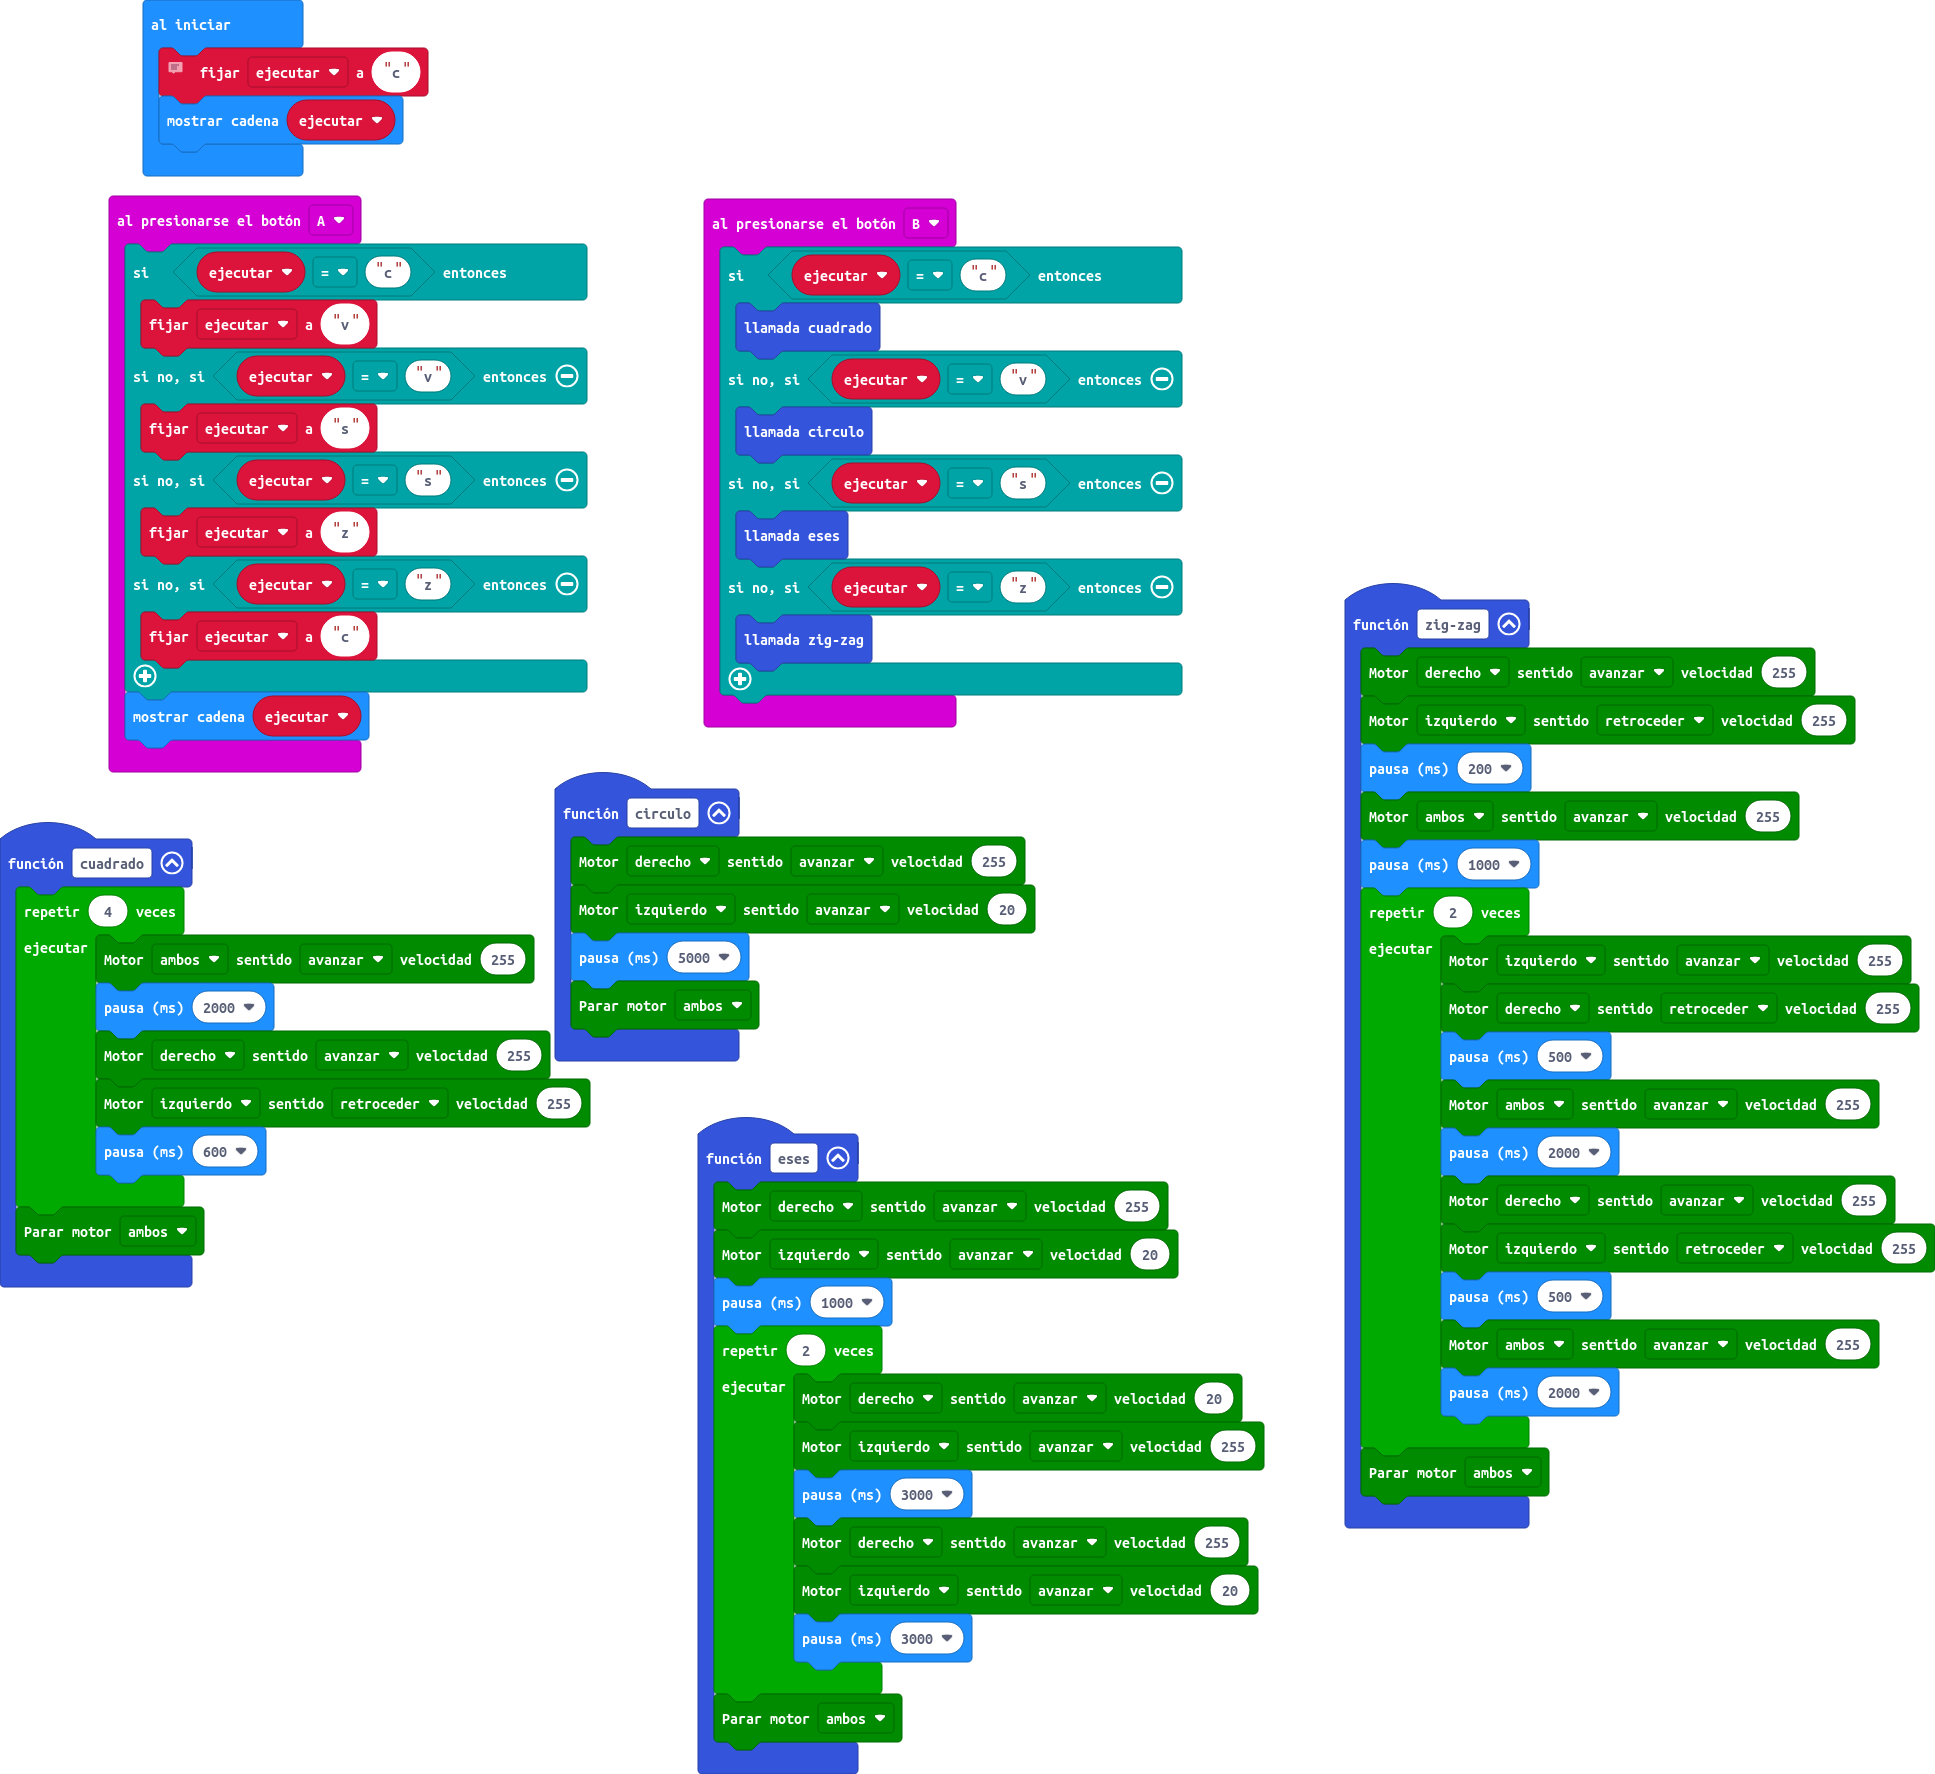 al iniciar
fijar ejecutar a "c"
mostrar cadena ejecutar
al presionarse el botón A
si ejecutar = "c" entonces
fijar ejecutar a "v"
si no, si ejecutar = "v" entonces
fijar ejecutar a "s"
si no, si ejecutar = "s" entonces
fijar ejecutar a "z"
si no, si ejecutar = "z" entonces
fijar ejecutar a "c"
mostrar cadena ejecutar
al presionarse el botón B
si ejecutar = "c" entonces
llamada cuadrado
si no, si ejecutar = "v" entonces
llamada circulo
si no, si ejecutar = "s" entonces
llamada eses
si no, si ejecutar = "z" entonces
llamada zig-zag
función cuadrado
repetir 4 veces
ejecutar
Motor ambos sentido avanzar velocidad 255
pausa (ms) 2000
Motor derecho sentido avanzar velocidad 255
Motor izquierdo sentido retroceder velocidad 255
pausa (ms) 600
Parar motor ambos
función circulo
Motor derecho sentido avanzar velocidad 255
Motor izquierdo sentido avanzar velocidad 20
pausa (ms) 5000
Parar motor ambos
función eses
Motor derecho sentido avanzar velocidad 255
Motor izquierdo sentido avanzar velocidad 20
pausa (ms) 1000
repetir 2 veces
ejecutar
Motor derecho sentido avanzar velocidad 20
Motor izquierdo sentido avanzar velocidad 255
pausa (ms) 3000
Motor derecho sentido avanzar velocidad 255
Motor izquierdo sentido avanzar velocidad 20
pausa (ms) 3000
Parar motor ambos
función zig-zag
Motor derecho sentido avanzar velocidad 255
Motor izquierdo sentido retroceder velocidad 255
pausa (ms) 200
Motor ambos sentido avanzar velocidad 255
pausa (ms) 1000
repetir 2 veces
ejecutar
Motor izquierdo sentido avanzar velocidad 255
Motor derecho sentido retroceder velocidad 255
pausa (ms) 500
Motor ambos sentido avanzar velocidad 255
pausa (ms) 2000
Motor derecho sentido avanzar velocidad 255
Motor izquierdo sentido retroceder velocidad 255
pausa (ms) 500
Motor ambos sentido avanzar velocidad 255
pausa (ms) 2000
Parar motor ambos